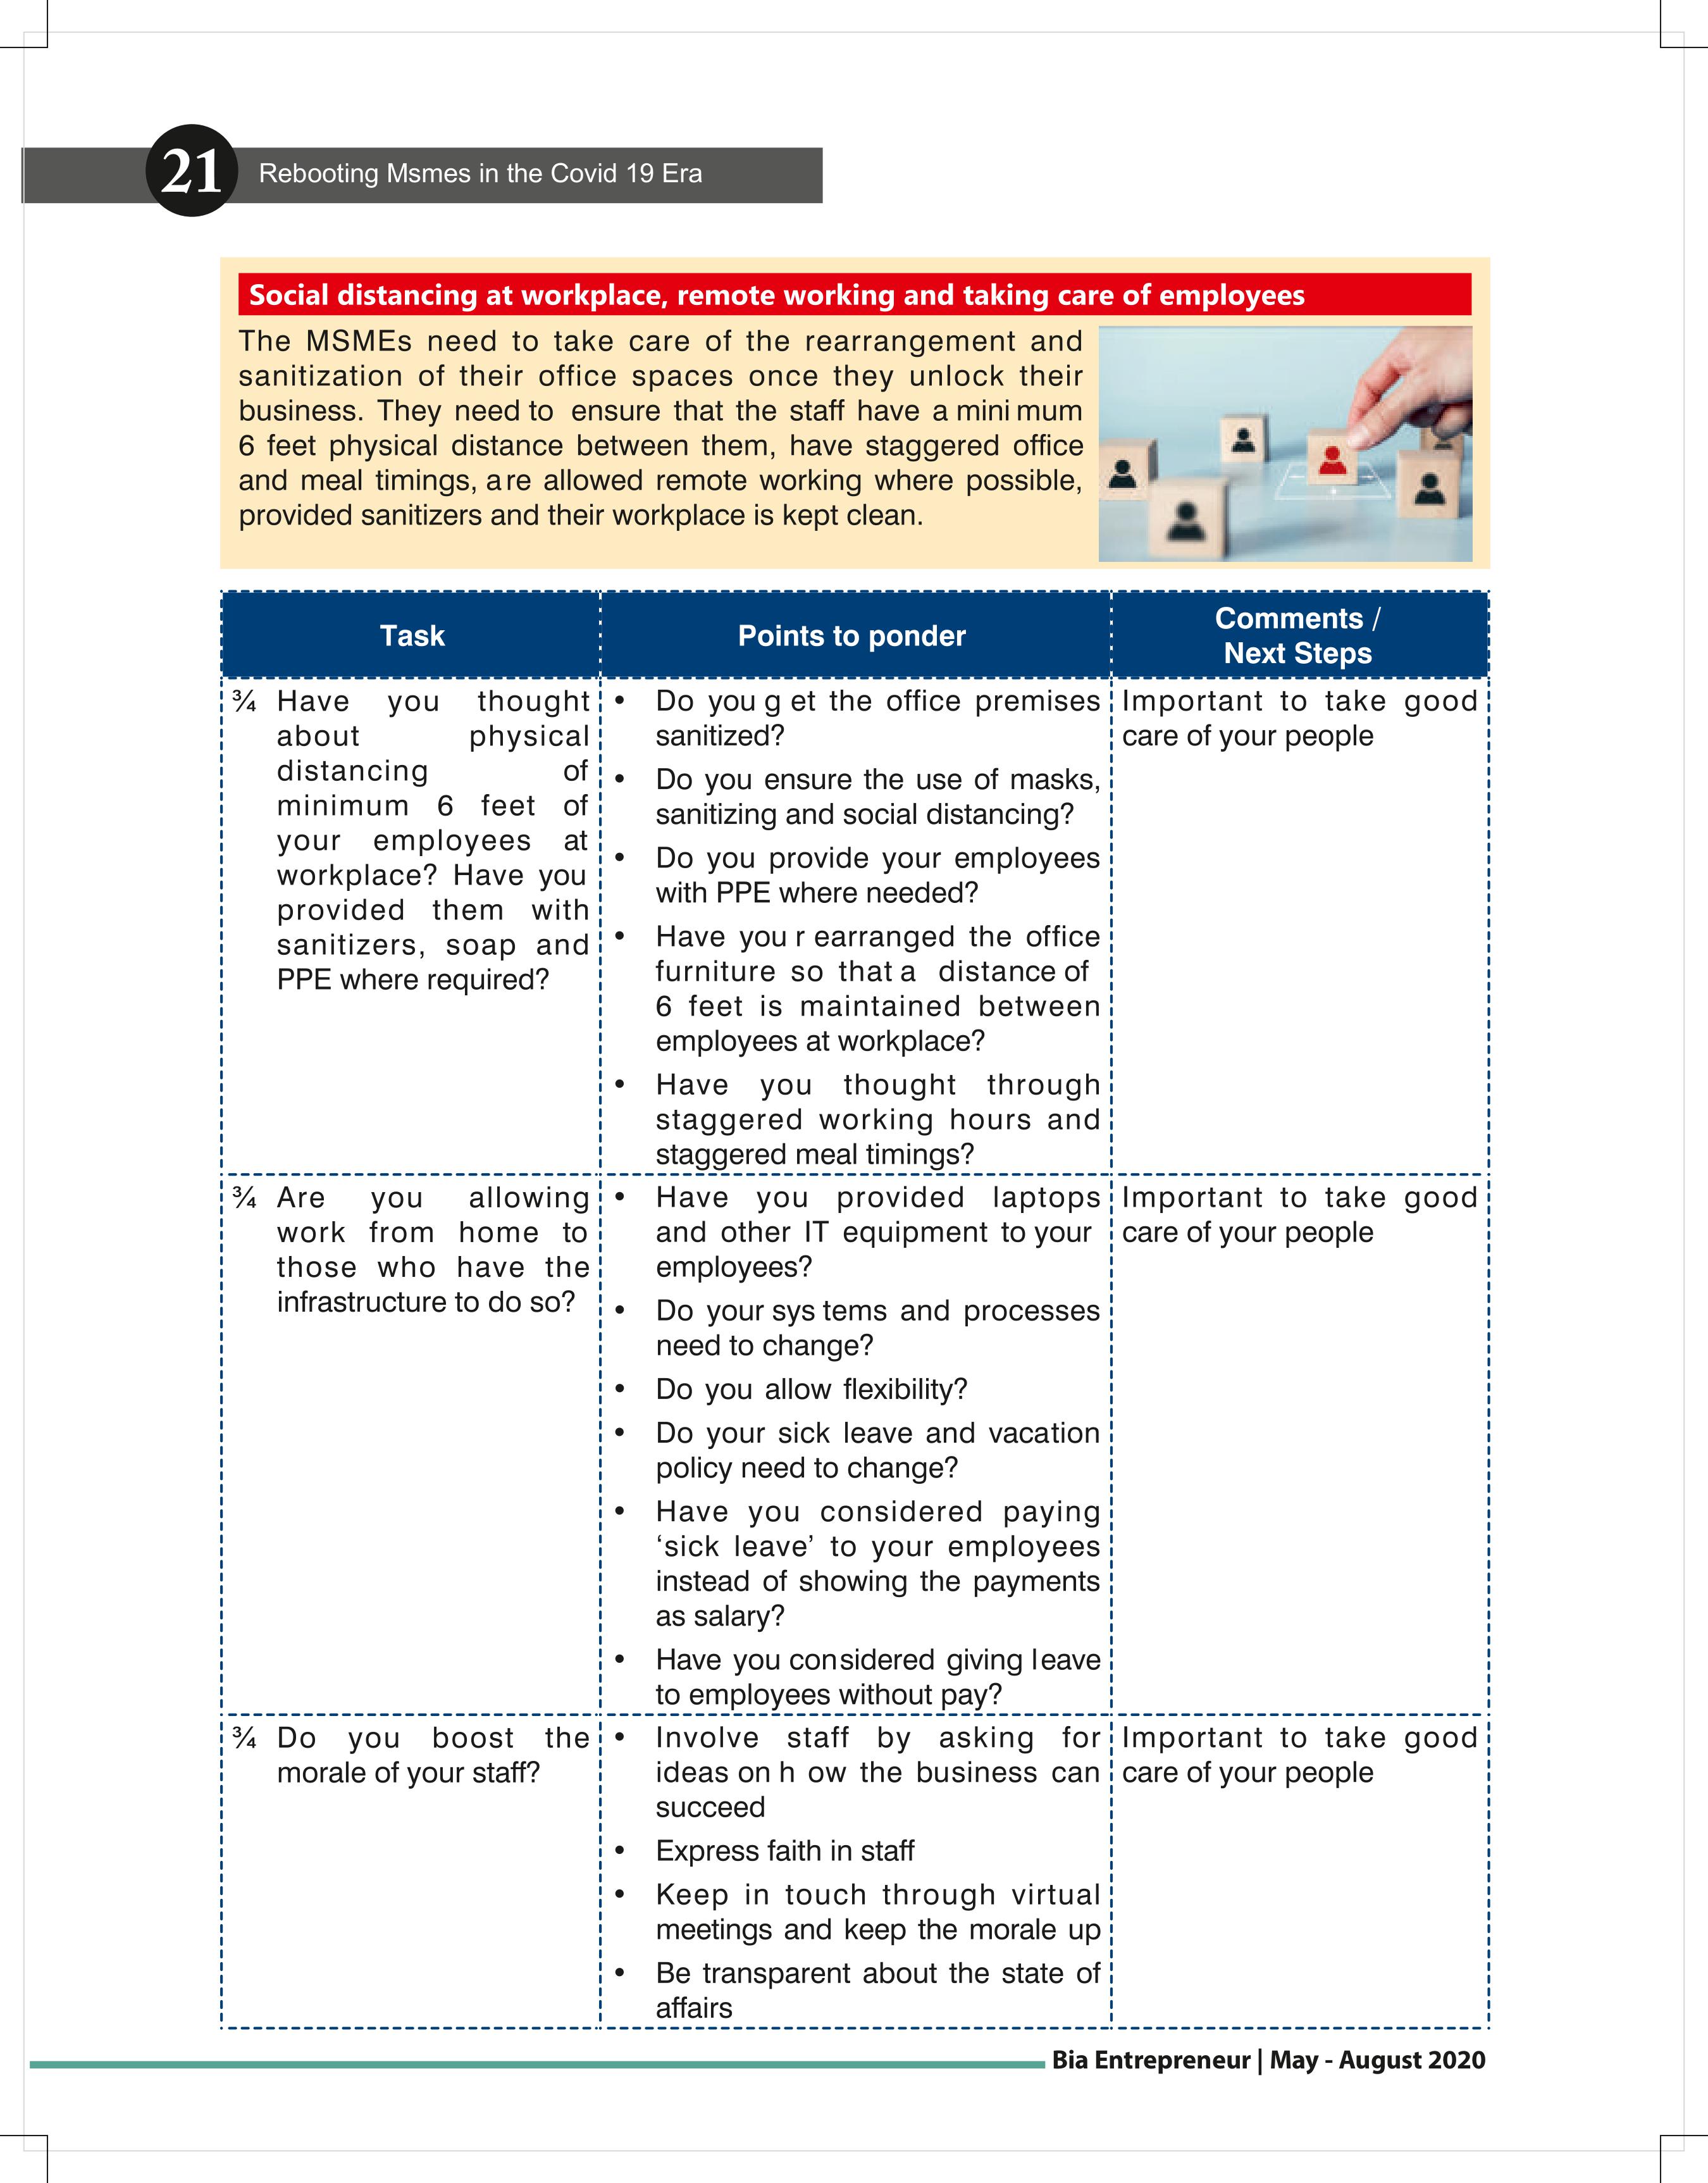 21
Rebooting Msmes in the Covid 19 Era
Social distancing at workplace, remote working and taking care of employees
The MSMEs need to take care of the rearrangement and
sanitization of their office spaces once they unlock their
business. They need to ensure that the staff have a mini mum
6 feet physical distance between them, have staggered office
and meal timings, are allowed remote working where possible,
provided sanitizers and their workplace is kept clean.
Task
Points to ponder
Comments /
Next Steps
¾ Have you thought
about physical
distancing of
minimum 6 feet of
your employees at
workplace? Have you
provided them with
sanitizers, soap and
PPE where required?
• Do you g et the office premises
sanitized?
• Do you ensure the use of masks,
sanitizing and social distancing?
• Do you provide your employees
with PPE where needed?
• Have you r earranged the office
furniture so that a distance of
6 feet is maintained between
employees at workplace?
• Have you thought through
staggered working hours and
staggered meal timings?
Important to take good
care of your people
¾ Are you allowing
work from home to
those who have the
infrastructure to do so?
• Have you provided laptops
and other IT equipment to your
employees?
• Do your sys tems and processes
need to change?
• Do you allow flexibility?
• Do your sick leave and vacation
policy need to change?
• Have you considered paying
‘sick leave’ to your employees
instead of showing the payments
as salary?
• Have you considered giving leave
to employees without pay?
Important to take good
care of your people
¾ Do you boost the
morale of your staff?
• Involve staff by asking for
ideas on h ow the business can
succeed
• Express faith in staff
• Keep in touch through virtual
meetings and keep the morale up
• Be transparent about the state of
affairs
Important to take good
care of your people
Bia Entrepreneur | May - August 2020